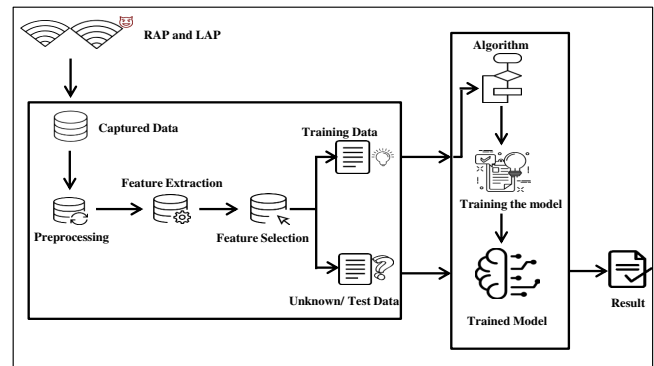 RAP and LAP
Captured Data
Preprocessing
Feature Extraction
Feature Selection
Training Data
Unknown/ Test Data
Algorithm
Training the model
Trained Model
Result